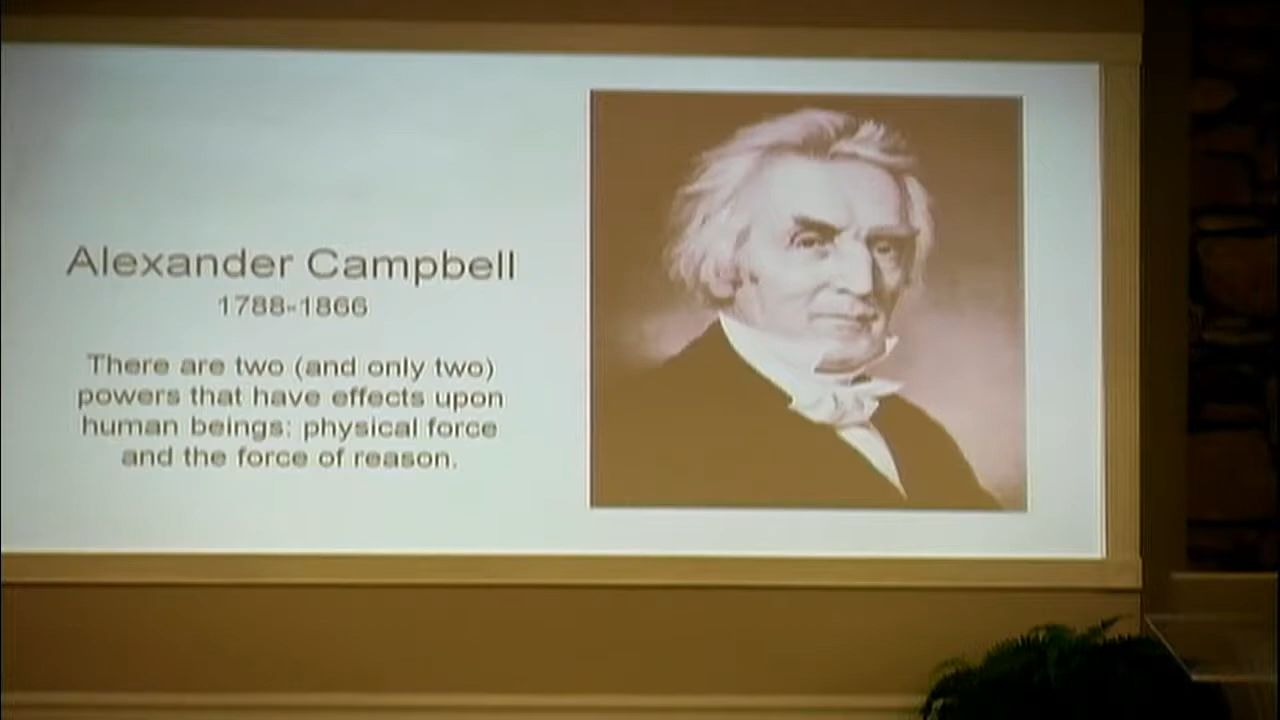 Alexander Campbell
1788-1866
There are two (and only two)
powers that have effects upon
human beings: physical force
and the force of reason.